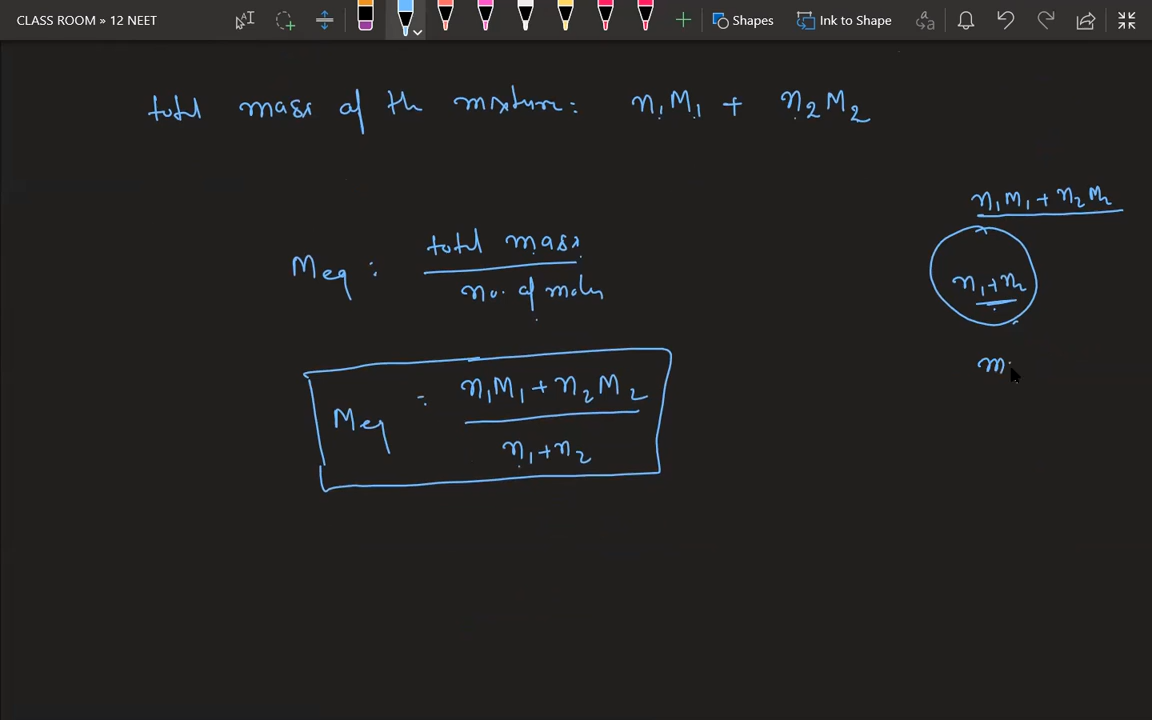 CLASS ROOM » 12 NEET
Shapes
Ink to Shape
total mass of the mixture: n₁M₁ + n₂M₂
n₁M₁ + n₂M₂
n₁+n₂
m
Meq : total mass
no. of moles
Meq : n₁M₁ + n₂M₂
n₁+n₂